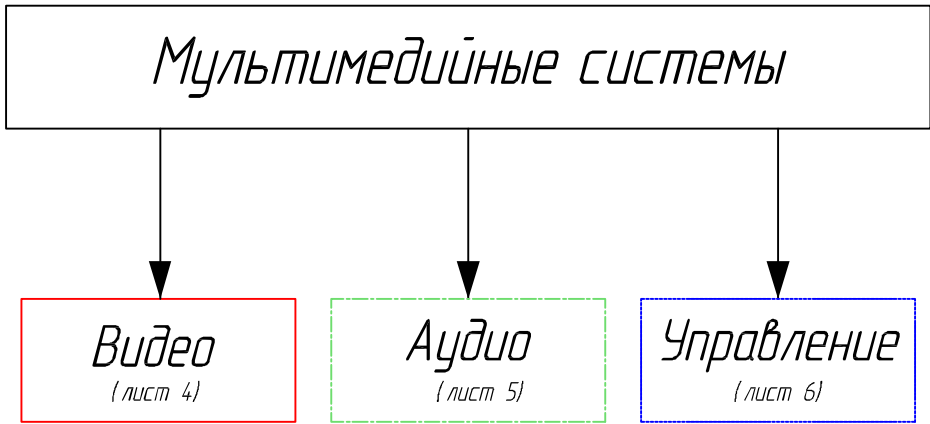 Мультимедийные системы
Видео
(лист 4)
Аудио
(лист 5)
Управление
(лист 6)